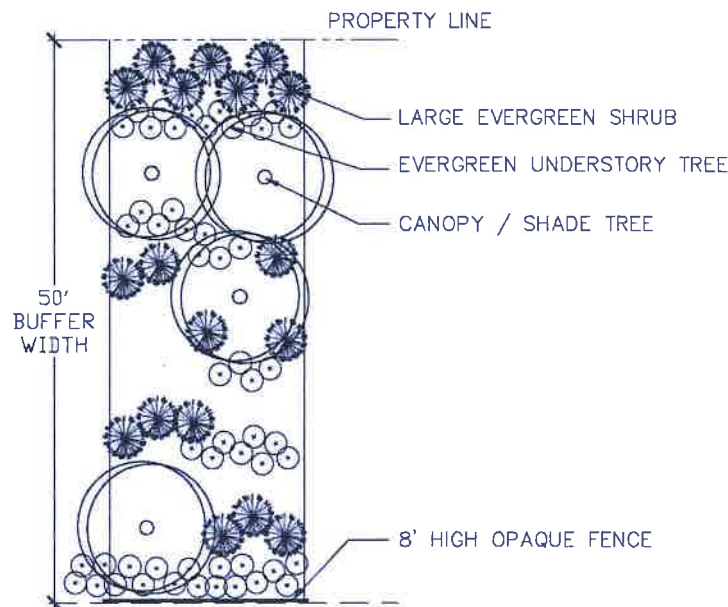 PROPERTY LINE
LARGE EVERGREEN SHRUB
EVERGREEN UNDERSTORY TREE
CANOPY / SHADE TREE
50'
BUFFER
WIDTH
8' HIGH OPAQUE FENCE